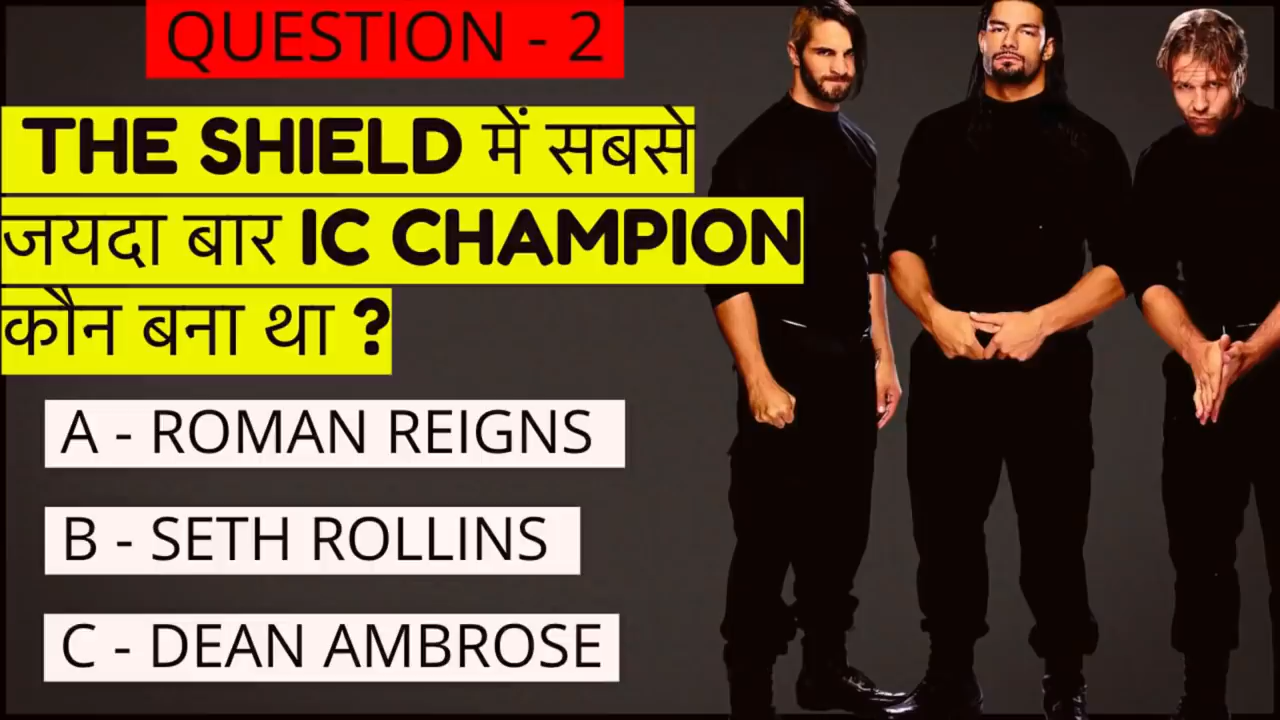 QUESTION - 2
THE SHIELD में सबसे
जयदा बार IC CHAMPION
कौन बना था ?
A - ROMAN REIGNS
B - SETH ROLLINS
C - DEAN AMBROSE